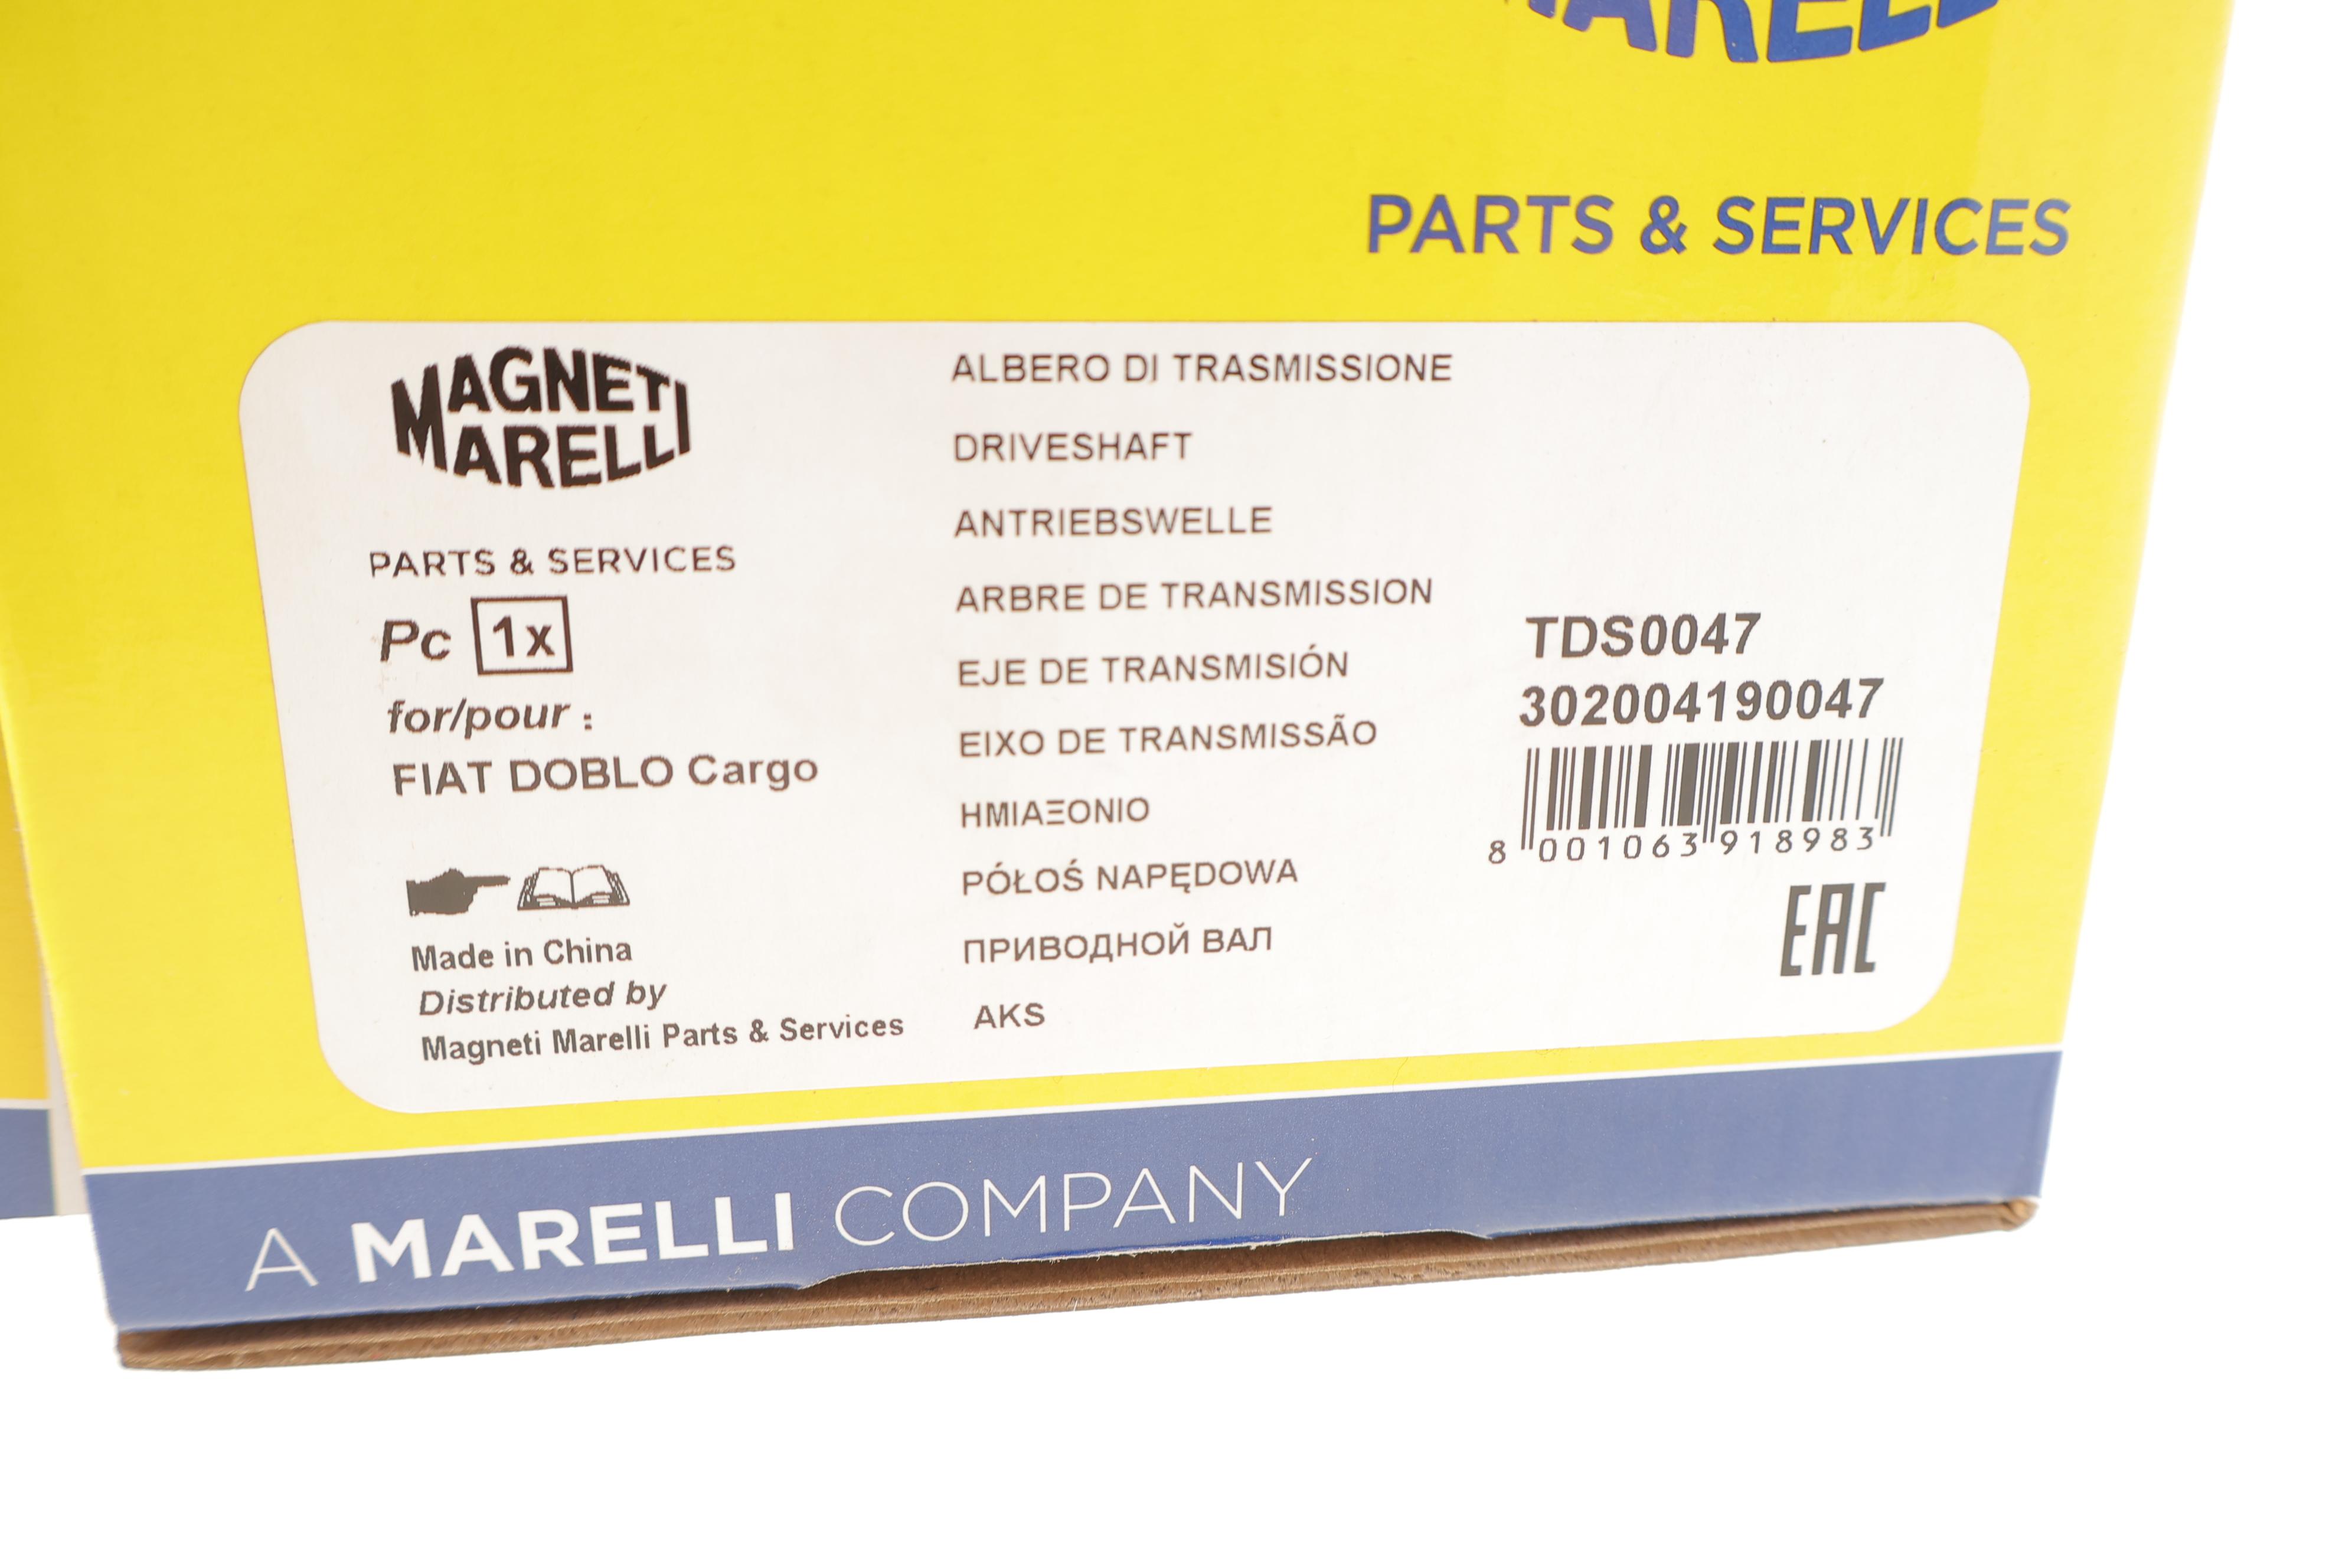 MARELLI
PARTS & SERVICES
MAGNETI
MARELLI
PARTS & SERVICES
Pc 1x
for/pour :
FIAT DOBLO Cargo
Made in China
Distributed by
Magneti Marelli Parts & Services
ALBERO DI TRASMISSIONE
DRIVESHAFT
ANTRIEBSWELLE
ARBRE DE TRANSMISSION
EJE DE TRANSMISIÓN
EIXO DE TRANSMISSÃO
ΗΜΙΑΞΟΝΙΟ
PÓŁOŚ NAPĘDOWA
ПРИВОДНОЙ ВАЛ
AKS
TDS0047
302004190047
8 001063 918983
EAC
A MARELLI COMPANY